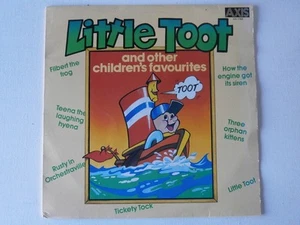 Little Toot
AXIS
and other
children's favourites
Filbert the
frog
How the
engine got
its siren
TOOT
Teena the
laughing
hyena
Three
orphan
kittens
Rusty in
Orchestraville
Little Toot
Tickety Tock